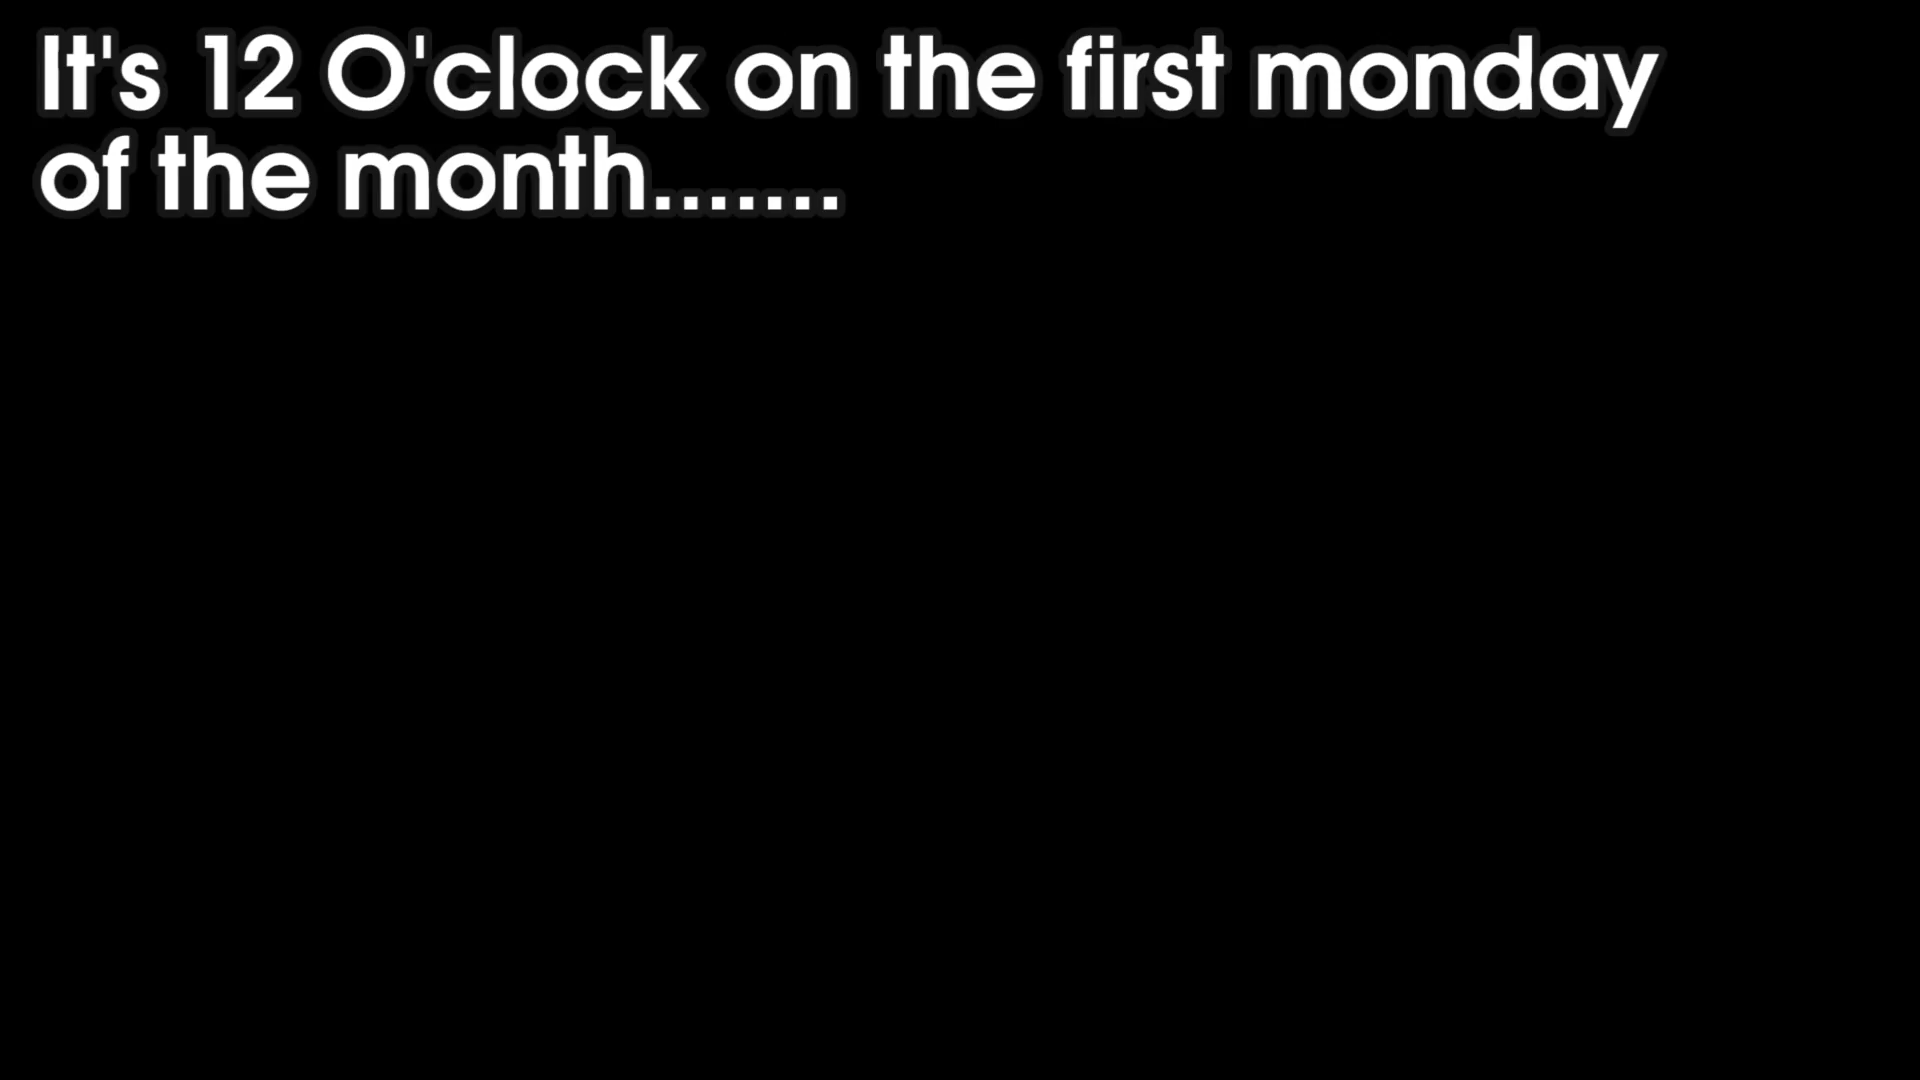 It's 12 O'clock on the first monday
of the month.......